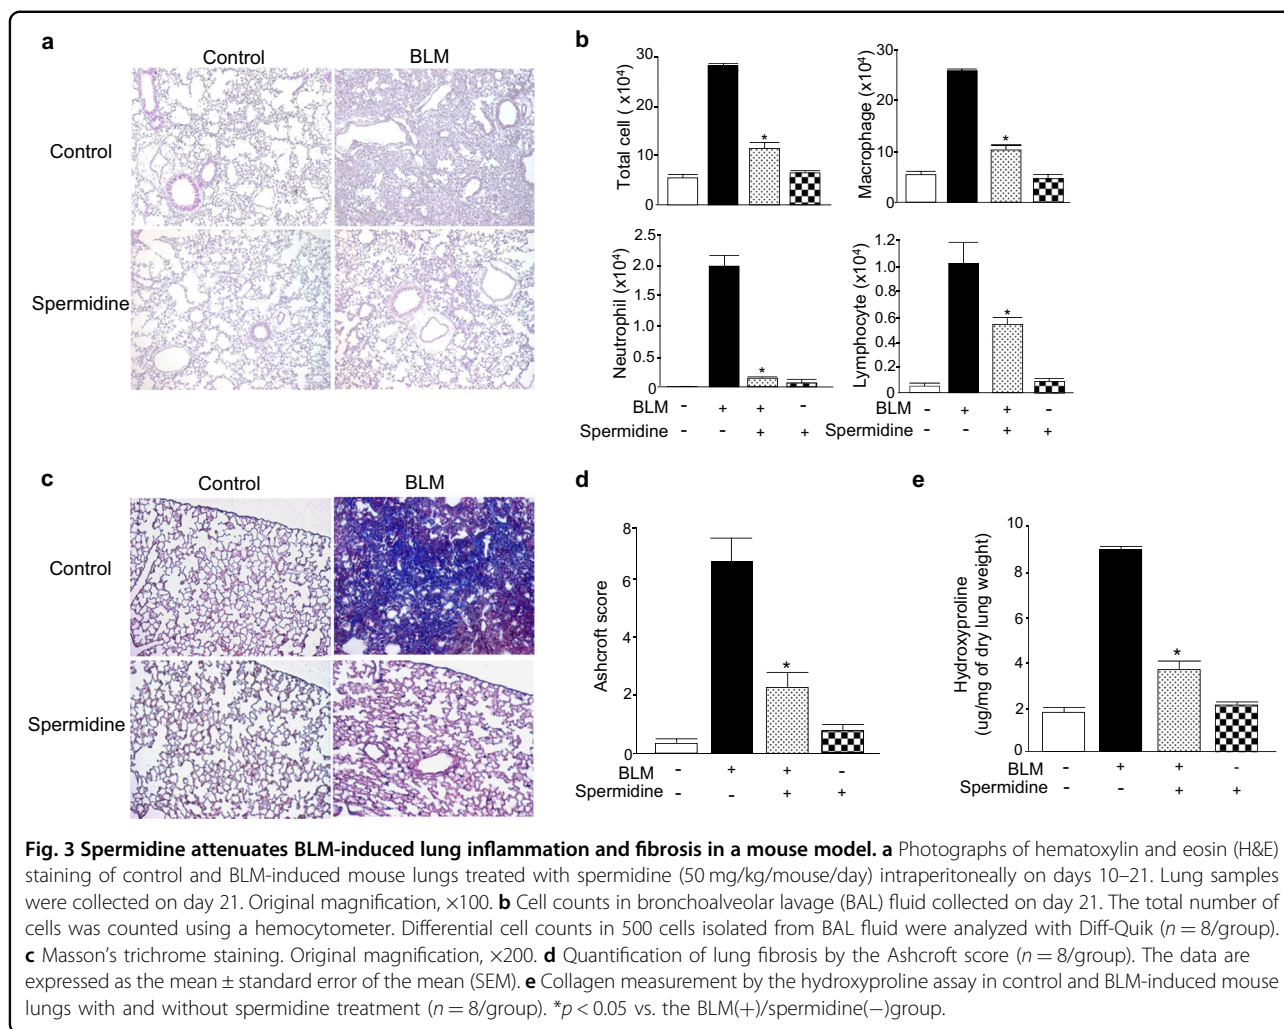 a
Control
BLM
Control
Spermidine
b
Total cell ( x10⁴)
30
20
10
0
*
Macrophage (x10⁴)
30
20
10
0
*
Neutrophil (x10⁴)
2.5
2.0
1.5
1.0
0.5
0
*
BLM - + + -
Spermidine - - + +
Lymphocyte (x10⁴)
1.2
1.0
0.8
0.6
0.4
0.2
0
*
BLM - + + -
Spermidine - - + +
c
Control
BLM
Control
Spermidine
d
Ashcroft score
8
6
4
2
0
*
BLM - + + -
Spermidine - - + +
e
Hydroxyproline
(ug/mg of dry lung weight)
10
8
6
4
2
0
*
BLM - + + -
Spermidine - - + +
Fig. 3 Spermidine attenuates BLM-induced lung inflammation and fibrosis in a mouse model. a Photographs of hematoxylin and eosin (H&E)
staining of control and BLM-induced mouse lungs treated with spermidine (50 mg/kg/mouse/day) intraperitoneally on days 10–21. Lung samples
were collected on day 21. Original magnification, ×100. b Cell counts in bronchoalveolar lavage (BAL) fluid collected on day 21. The total number of
cells was counted using a hemocytometer. Differential cell counts in 500 cells isolated from BAL fluid were analyzed with Diff-Quik (n = 8/group).
c Masson's trichrome staining. Original magnification, ×200. d Quantification of lung fibrosis by the Ashcroft score (n = 8/group). The data are
expressed as the mean ± standard error of the mean (SEM). e Collagen measurement by the hydroxyproline assay in control and BLM-induced mouse
lungs with and without spermidine treatment (n = 8/group). *p < 0.05 vs. the BLM(+)/spermidine(−)group.